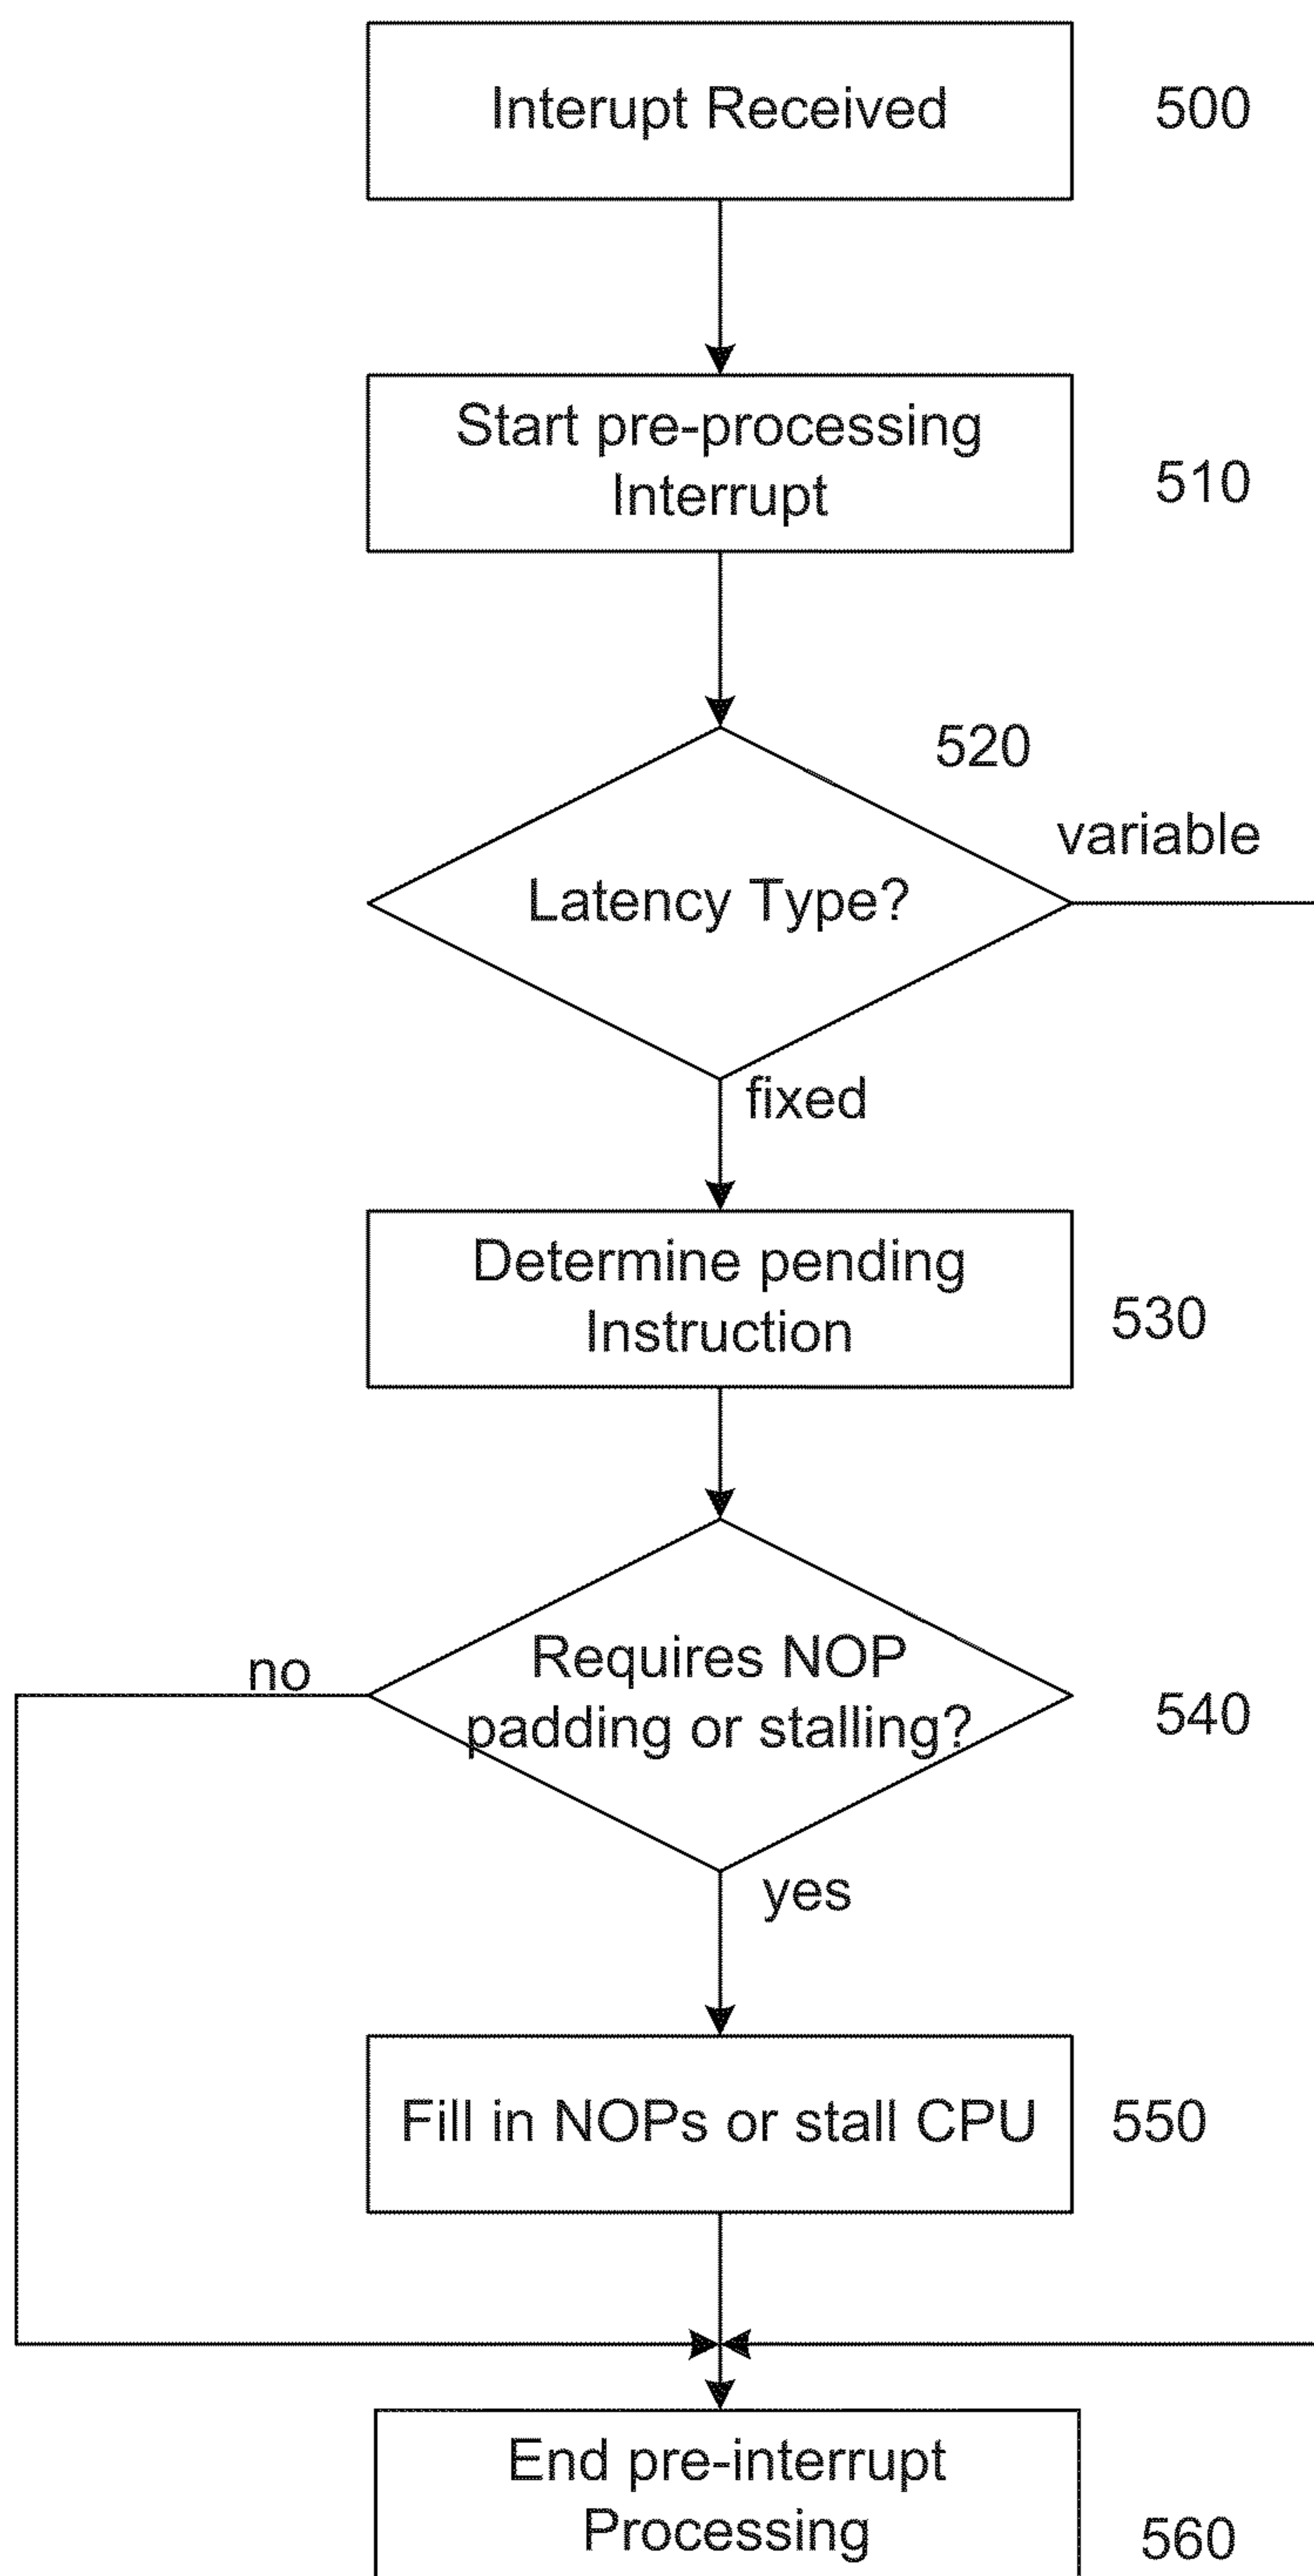 Interupt Received
500
Start pre-processing
Interrupt
510
520
variable
Latency Type?
fixed
Determine pending
Instruction
530
Requires NOP
padding or stalling?
no
540
yes
Fill in NOPs or stall CPU
550
End pre-interrupt
Processing
560